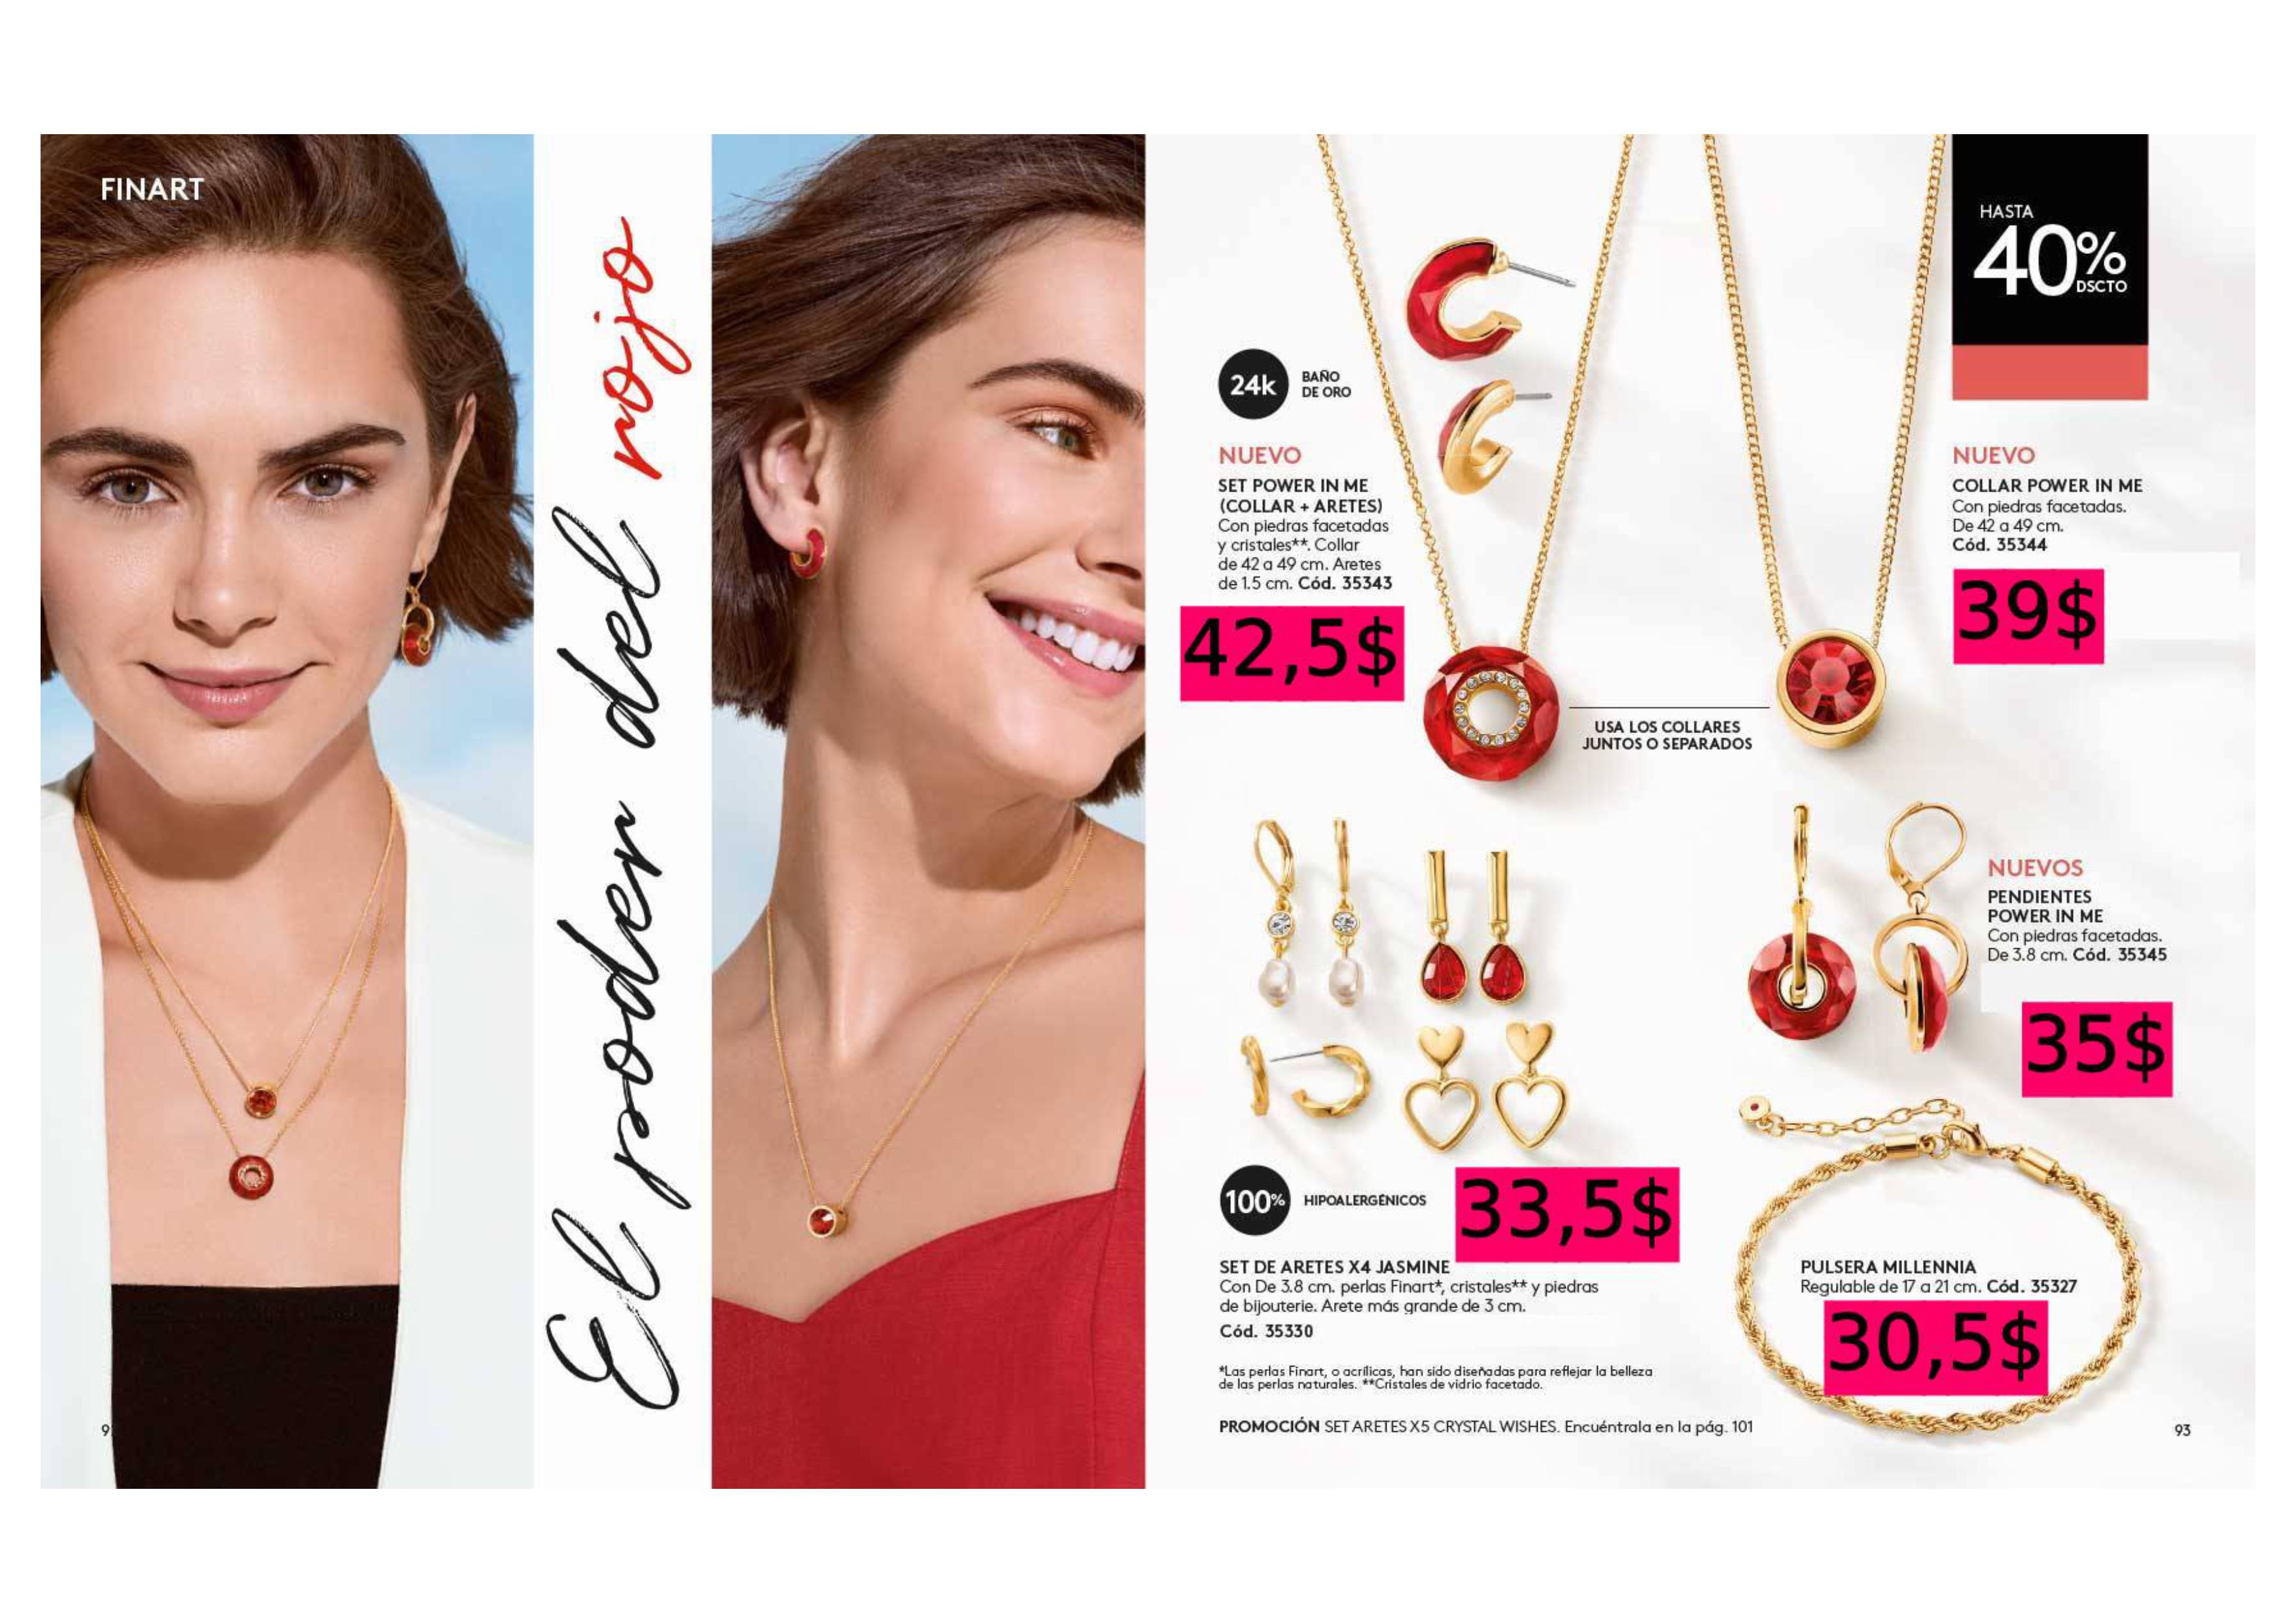 FINART
El poder del rojo
HASTA
40%
DSCTO
24k
BAÑO
DE ORO
NUEVO
SET POWER IN ME
(COLLAR + ARETES)
Con piedras facetadas
y cristales**. Collar
de 42 a 49 cm. Aretes
de 1.5 cm. Cód. 35343
42,5$
NUEVO
COLLAR POWER IN ME
Con piedras facetadas.
De 42 a 49 cm.
Cód. 35344
39$
USA LOS COLLARES
JUNTOS O SEPARADOS
NUEVOS
PENDIENTES
POWER IN ME
Con piedras facetadas.
De 3.8 cm. Cód. 35345
35$
100%
HIPOALERGÉNICOS
33,5$
SET DE ARETES X4 JASMINE
Con De 3.8 cm. perlas Finart*, cristales** y piedras
de bijouterie. Arete más grande de 3 cm.
Cód. 35330
PULSERA MILLENNIA
Regulable de 17 a 21 cm. Cód. 35327
30,5$
*Las perlas Finart, o acrílicas, han sido diseñadas para reflejar la belleza
de las perlas naturales. **Cristales de vidrio facetado.
PROMOCIÓN SET ARETES X5 CRYSTAL WISHES. Encuéntrala en la pág. 101
9
93